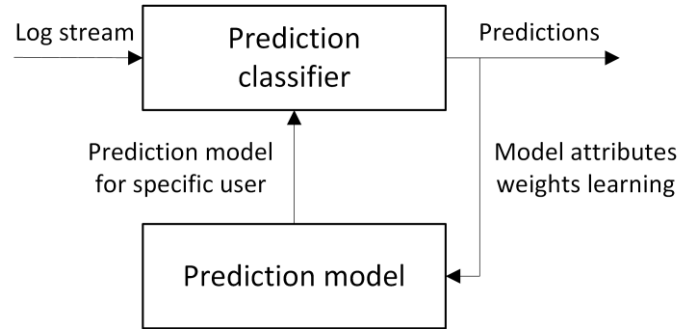 Log stream
Prediction
classifier
Predictions
Prediction model
for specific user
Model attributes
weights learning
Prediction model